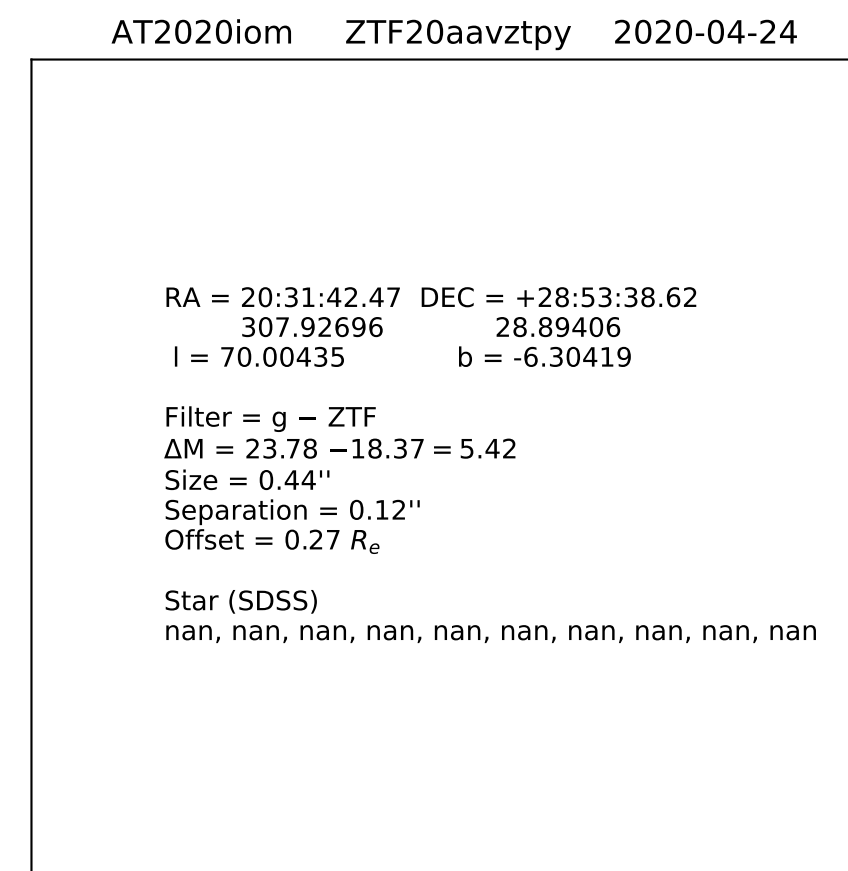 AT2020iom ZTF20aavztpy 2020-04-24
RA = 20:31:42.47 DEC = +28:53:38.62
307.92696 28.89406
l = 70.00435 b = -6.30419
Filter = g − ZTF
ΔM = 23.78 −18.37 = 5.42
Size = 0.44''
Separation = 0.12''
Offset = 0.27 Rₑ
Star (SDSS)
nan, nan, nan, nan, nan, nan, nan, nan, nan, nan